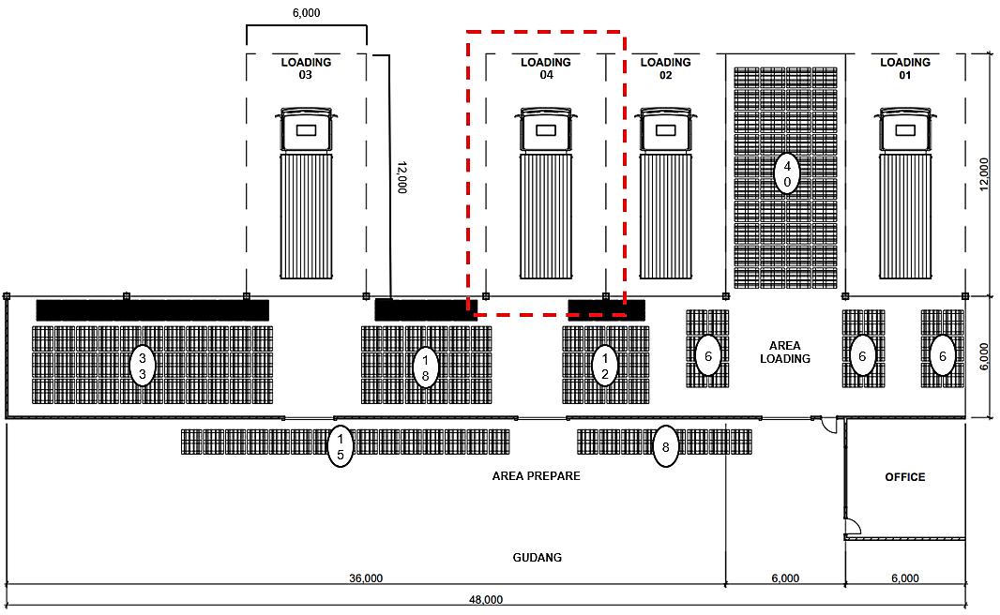 6,000
LOADING
03
LOADING
04
LOADING
02
LOADING
01
12,000
4
0
12,000
3
3
1
8
1
2
6
AREA
LOADING
6
6
6,000
1
5
8
AREA PREPARE
OFFICE
GUDANG
36,000
6,000
6,000
48,000